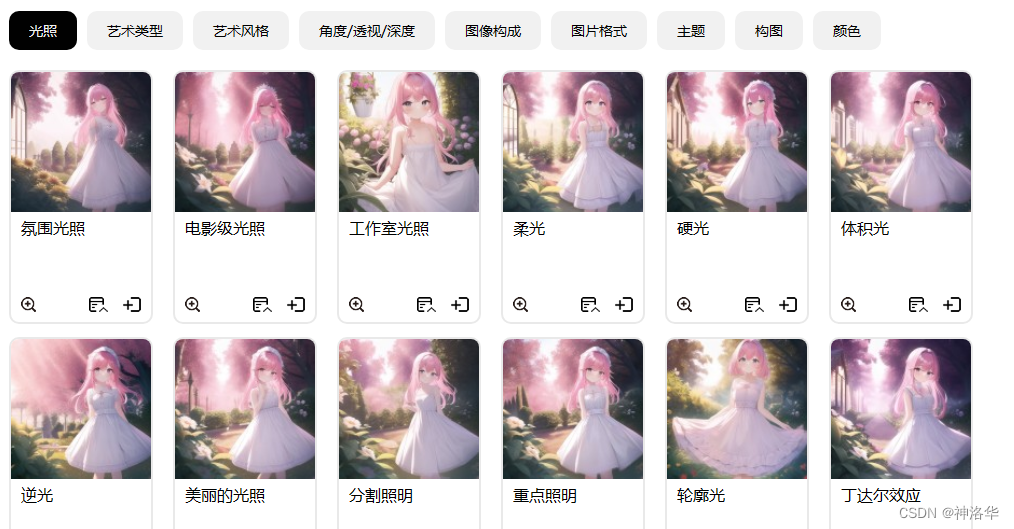 光照 艺术类型 艺术风格 角度/透视/深度 图像构成 图片格式 主题 构图 颜色
氛围光照 电影级光照 工作室光照 柔光 硬光 体积光
逆光 美丽的光照 分割照明 重点照明 轮廓光 丁达尔效应
CSDN @神洛华